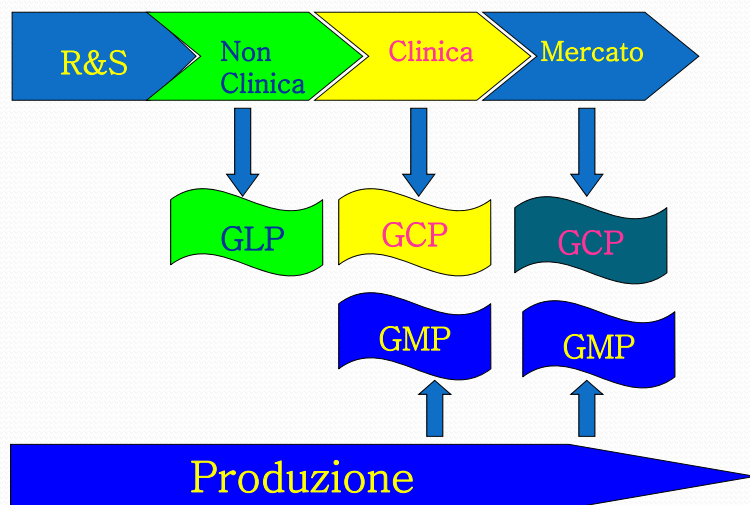 R&S
Non
Clinica
Clinica
Mercato
GLP
GCP
GCP
GMP
GMP
Produzione